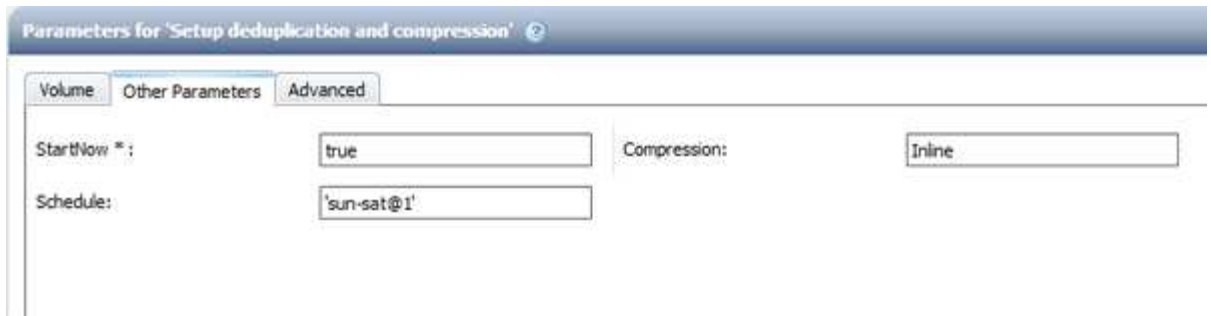 Parameters for 'Setup deduplication and compression' ?
Volume Other Parameters Advanced
StartNow * : true Compression: Inline
Schedule: 'sun-sat@1'